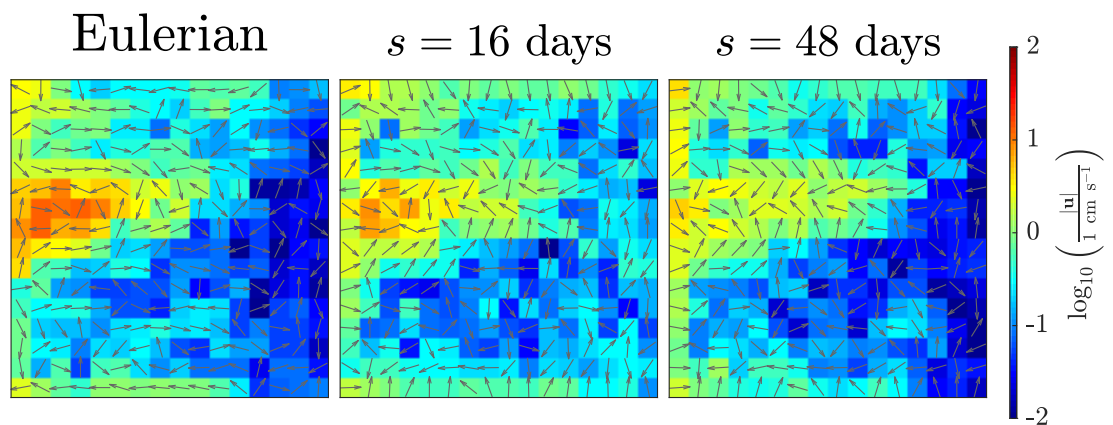 Eulerian
s = 16 days
s = 48 days
2
1
0
-1
-2
log₁₀ ( |u| / 1 cm s⁻¹ )